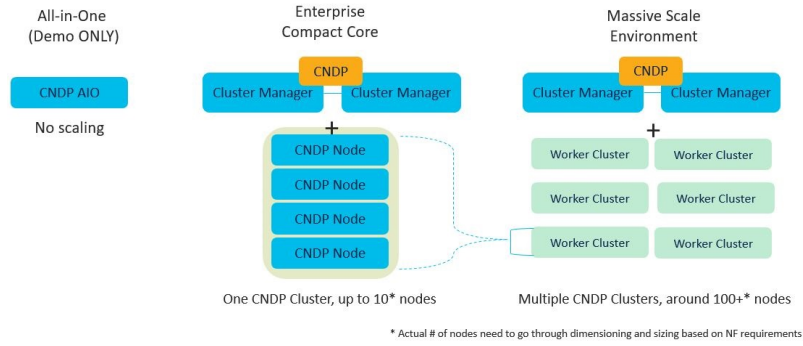 All-in-One
(Demo ONLY)
CNDP AIO
No scaling
Enterprise
Compact Core
CNDP
Cluster Manager
Cluster Manager
+
CNDP Node
CNDP Node
CNDP Node
CNDP Node
One CNDP Cluster, up to 10* nodes
Massive Scale
Environment
CNDP
Cluster Manager
Cluster Manager
+
Worker Cluster
Worker Cluster
Worker Cluster
Worker Cluster
Worker Cluster
Worker Cluster
Multiple CNDP Clusters, around 100+* nodes
* Actual # of nodes need to go through dimensioning and sizing based on NF requirements